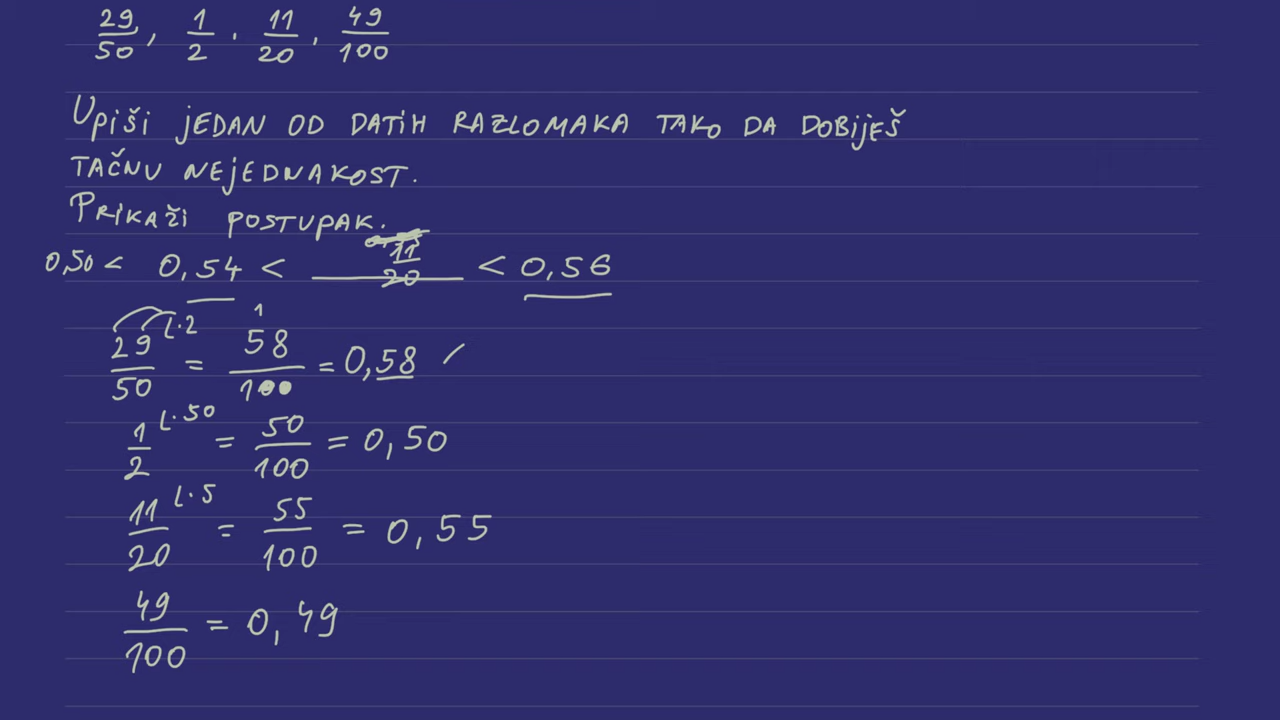 29/50, 1/2, 11/20, 49/100
Upiši jEDAN OD DATiH RAZLOMAKA TAKO DA DOBijEŠ
TAČNU NEjEDNAKOST.
PRiKAŽi POSTUPAK.
0,50 < 0,54 < 11/20 < 0,56
29/50 (·2 = 58/100 = 0,58
1/2 (·50 = 50/100 = 0,50
11/20 (·5 = 55/100 = 0,55
49/100 = 0,49